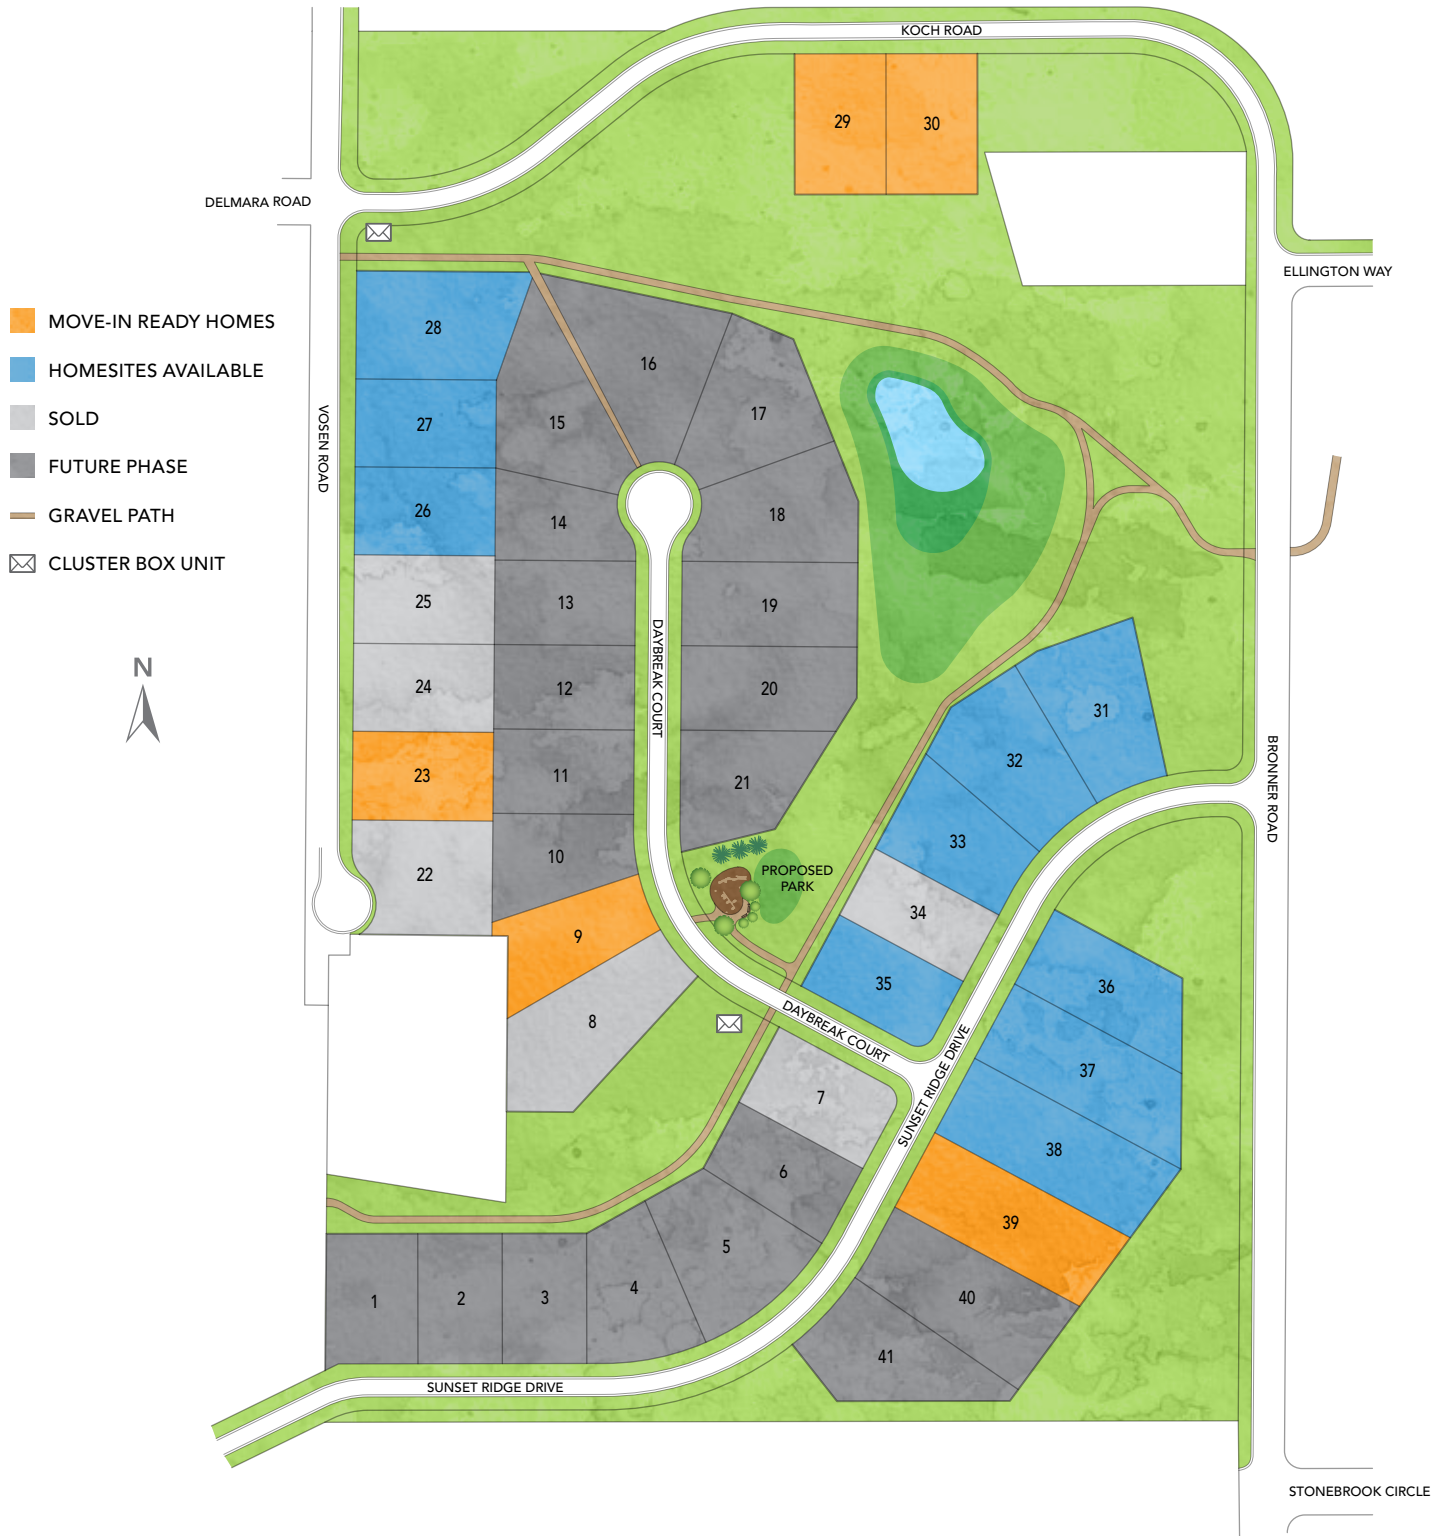 KOCH ROAD
29
30
DELMARA ROAD
ELLINGTON WAY
MOVE-IN READY HOMES
HOMESITES AVAILABLE
SOLD
FUTURE PHASE
GRAVEL PATH
CLUSTER BOX UNIT
N
VOSEN ROAD
28
27
26
25
24
23
22
16
15
14
13
12
11
10
9
8
17
18
19
20
21
DAYBREAK COURT
PROPOSED
PARK
31
32
33
34
35
BRONNER ROAD
DAYBREAK COURT
SUNSET RIDGE DRIVE
36
37
38
39
40
41
7
6
5
4
3
2
1
SUNSET RIDGE DRIVE
STONEBROOK CIRCLE